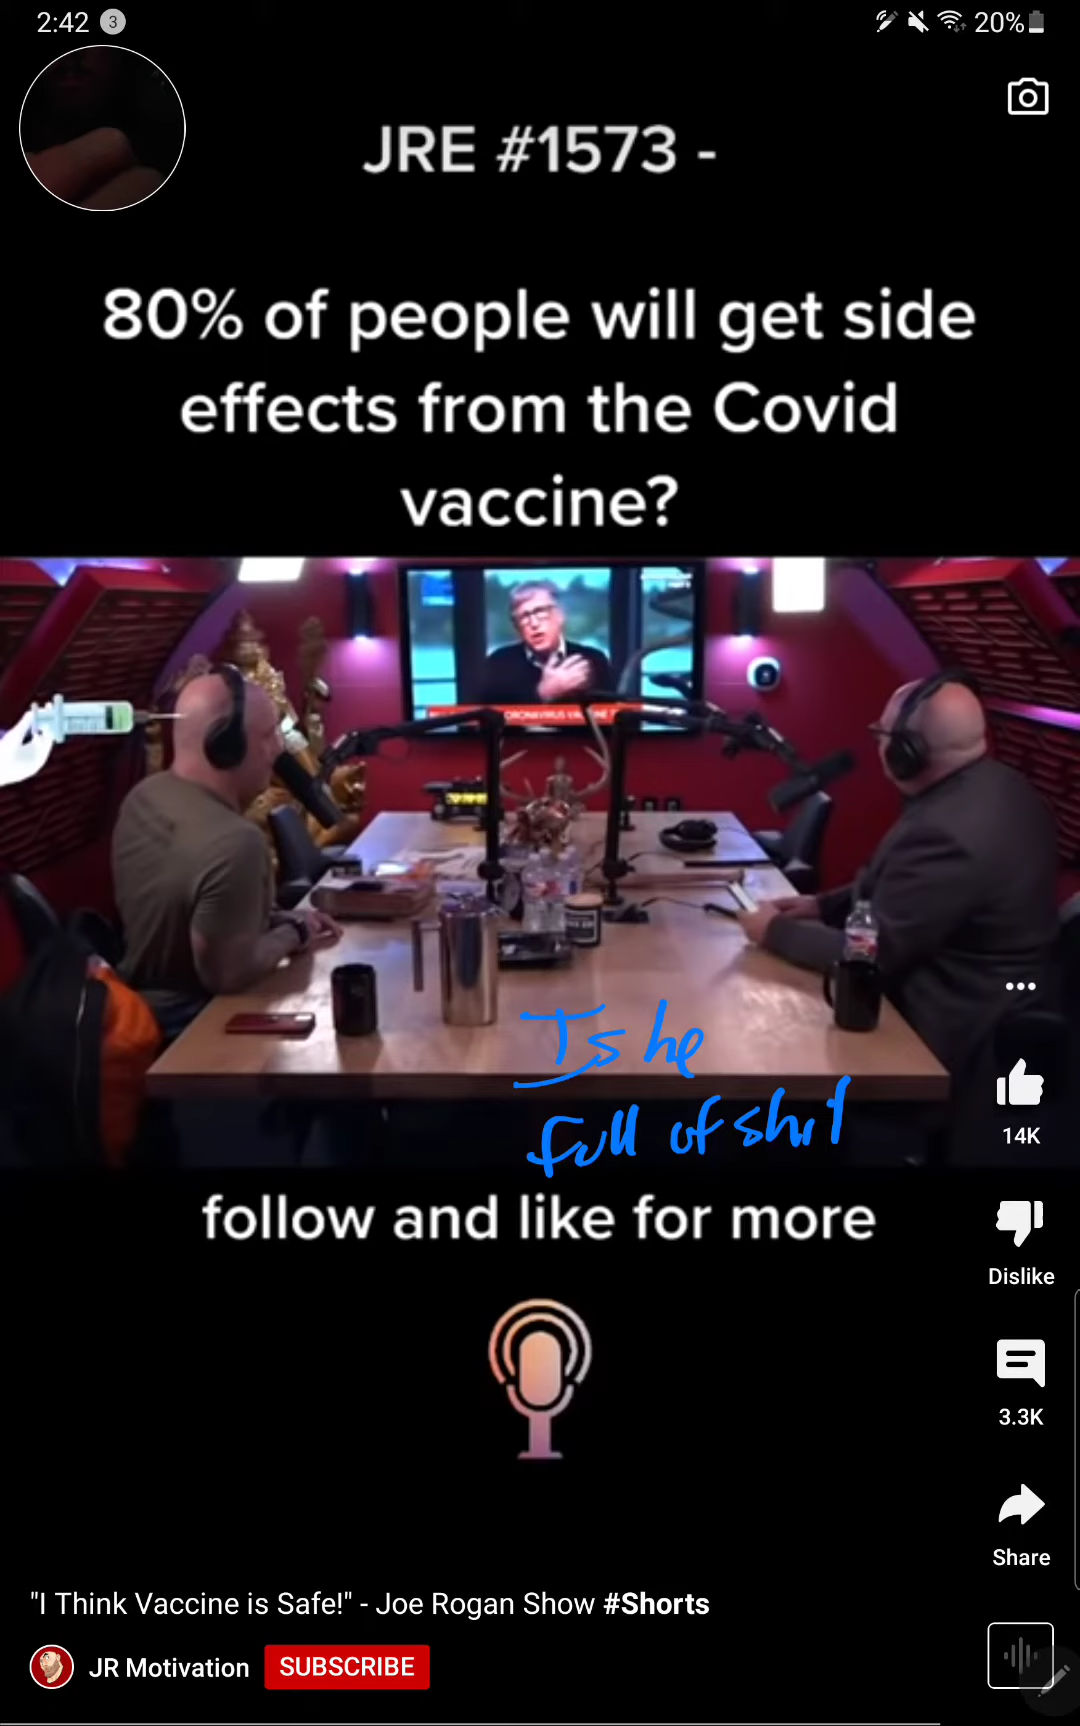 2:42 3 20%
JRE #1573 -
80% of people will get side
effects from the Covid
vaccine?
Is he
full of shit
14K
follow and like for more
Dislike
3.3K
Share
"I Think Vaccine is Safe!" - Joe Rogan Show #Shorts
JR Motivation SUBSCRIBE